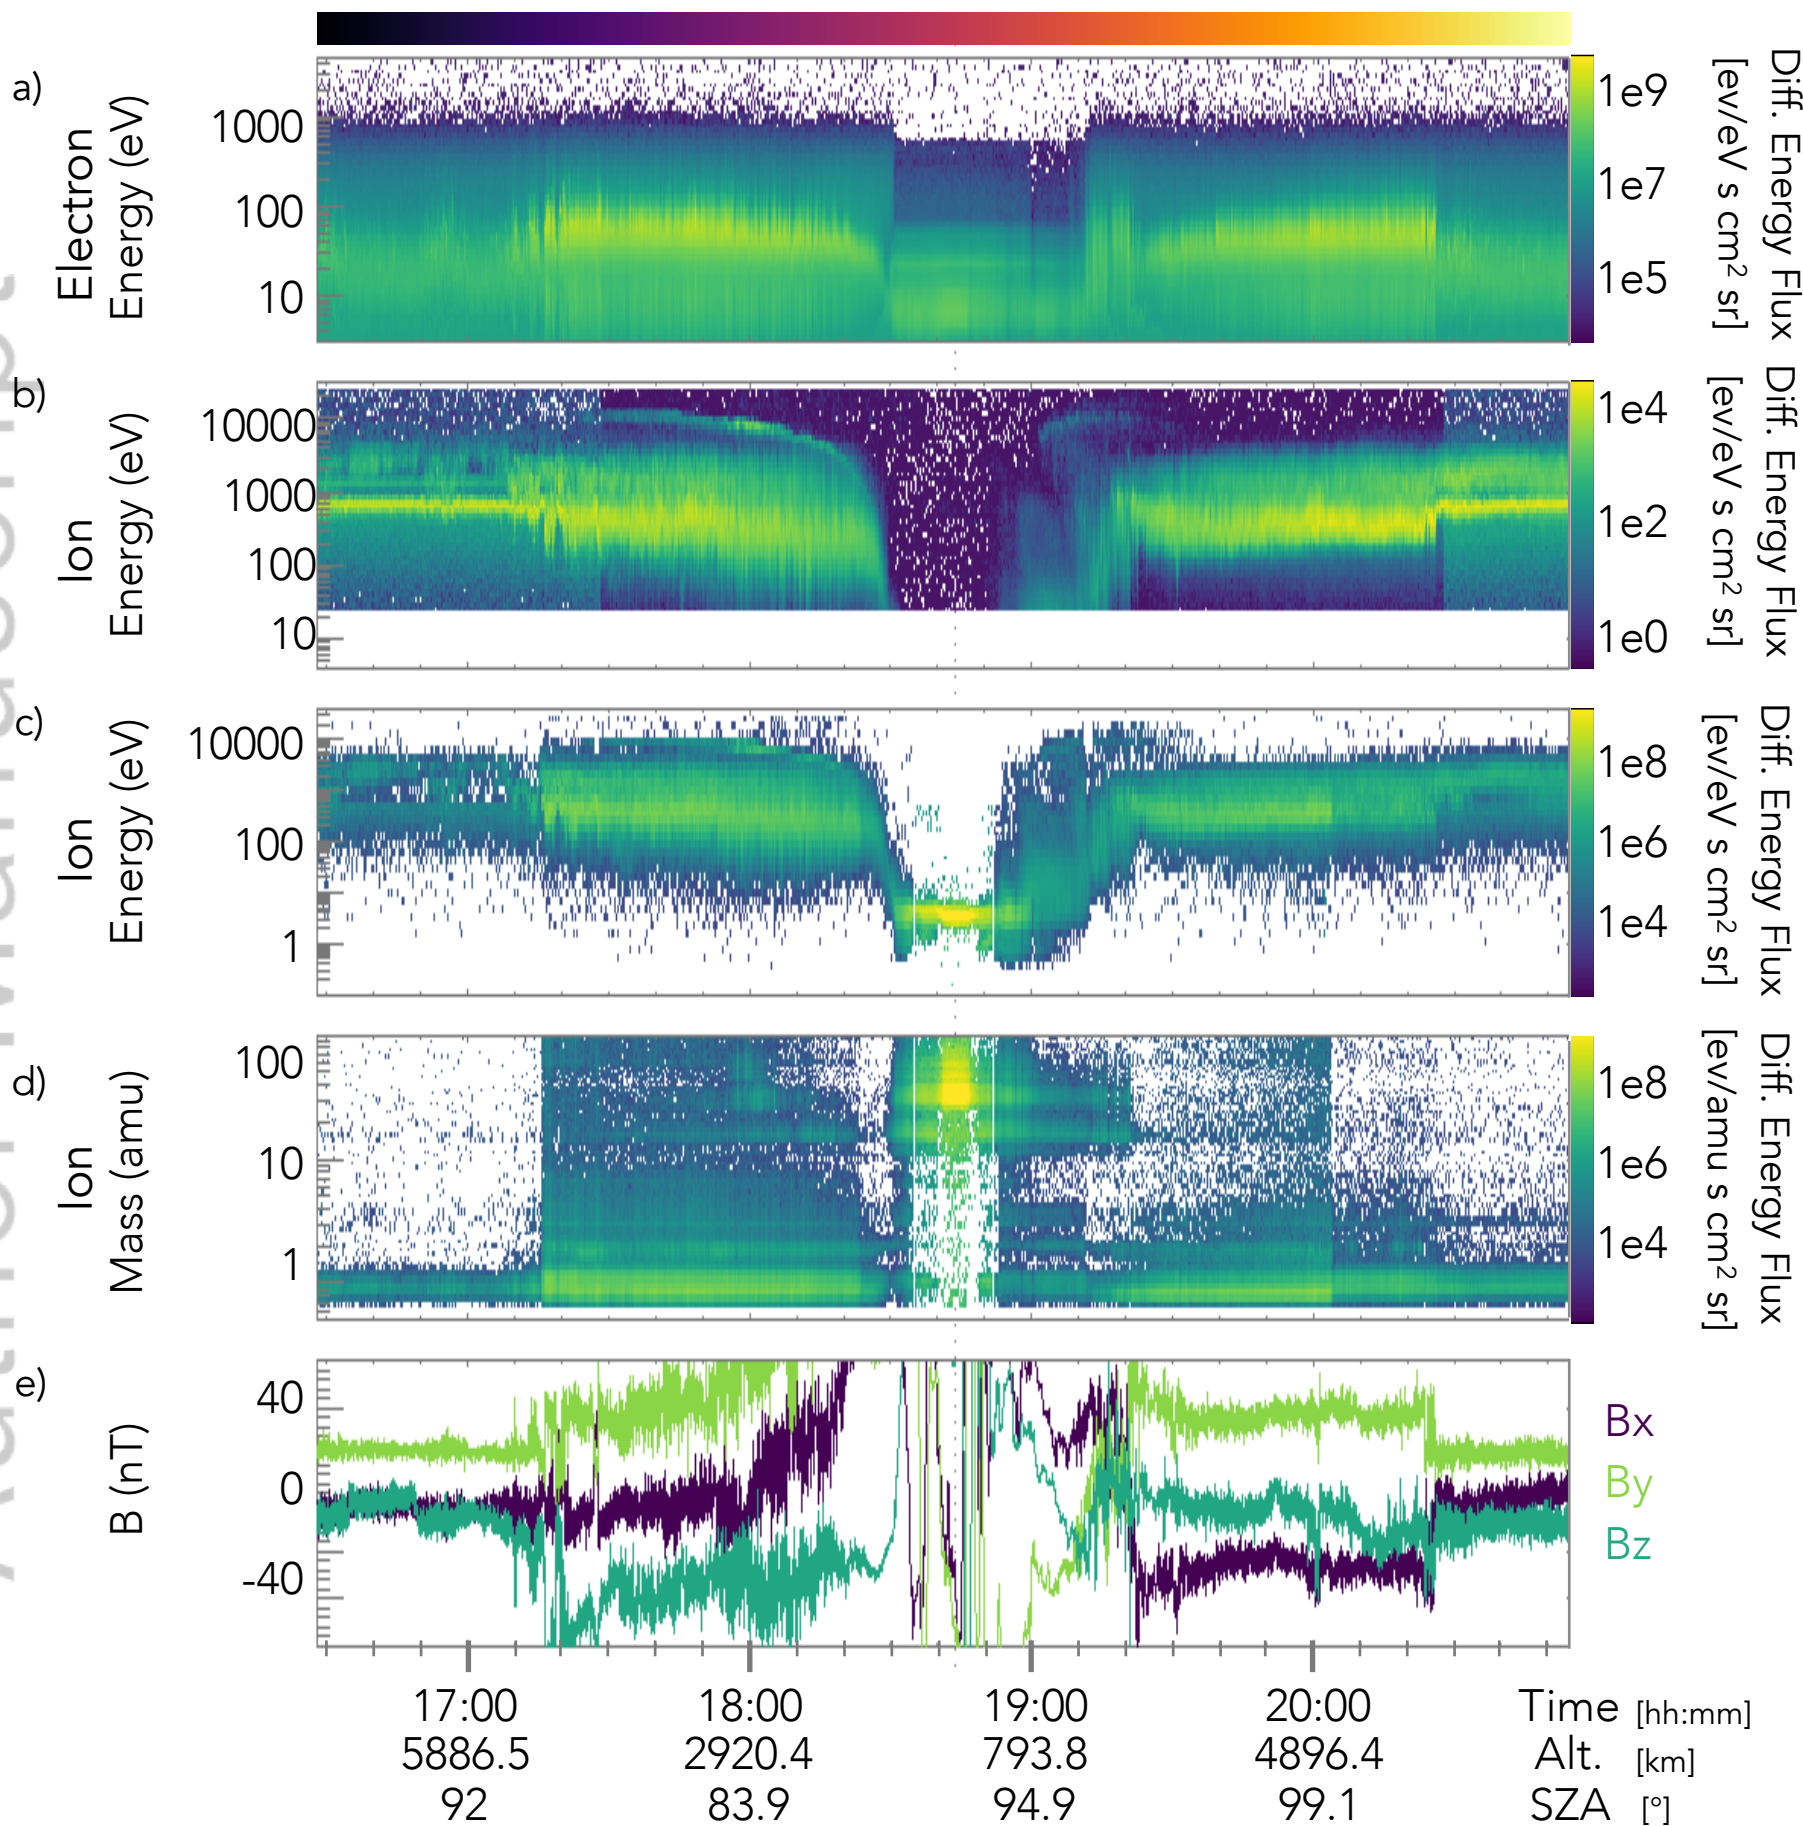 a)
Electron
Energy (eV)
1000
100
10
1e9
1e7
1e5
Diff. Energy Flux
[ev/eV s cm² sr]
b)
Ion
Energy (eV)
10000
1000
100
10
1e4
1e2
1e0
Diff. Energy Flux
[ev/eV s cm² sr]
c)
Ion
Energy (eV)
10000
100
1
1e8
1e6
1e4
Diff. Energy Flux
[ev/eV s cm² sr]
d)
Ion
Mass (amu)
100
10
1
1e8
1e6
1e4
Diff. Energy Flux
[ev/amu s cm² sr]
e)
B (nT)
40
0
-40
Bx
By
Bz
17:00 18:00 19:00 20:00 Time [hh:mm]
5886.5 2920.4 793.8 4896.4 Alt. [km]
92 83.9 94.9 99.1 SZA [°]